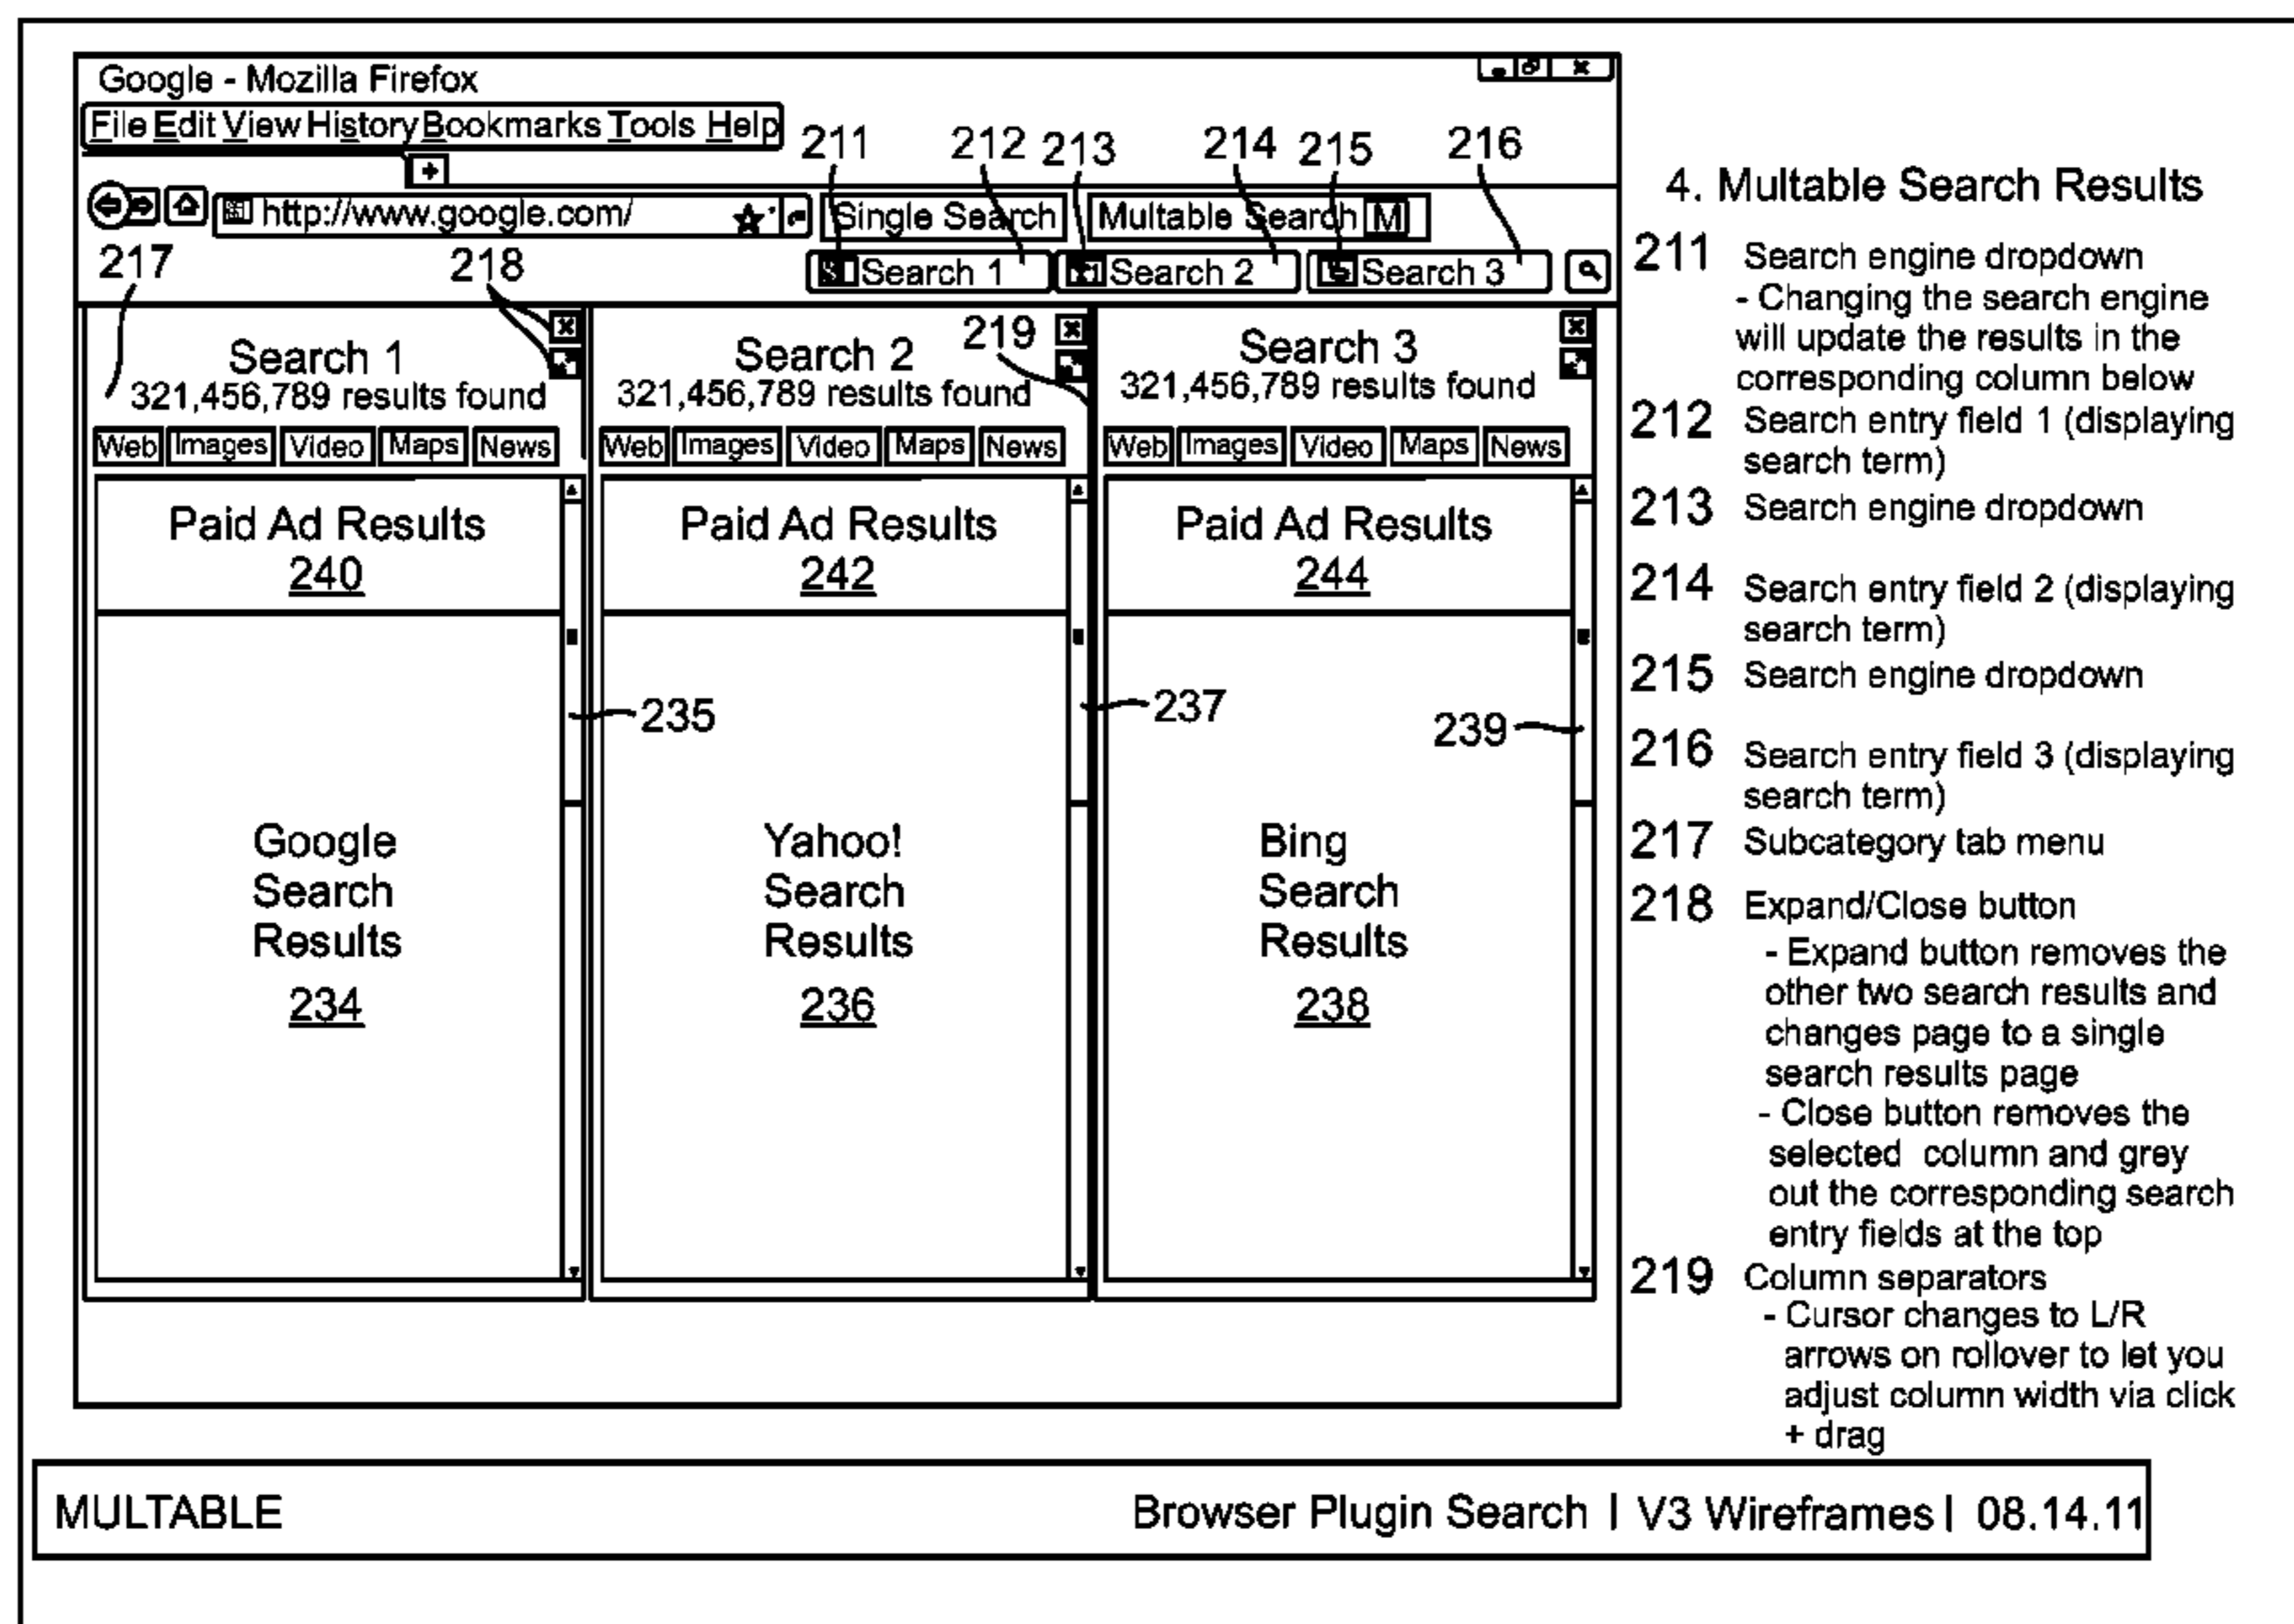 Google - Mozilla Firefox
File Edit View History Bookmarks Tools Help
211 212 213 214 215 216
http://www.google.com/ Single Search Multable Search M
217 218
Search 1 Search 2 Search 3
Search 1
321,456,789 results found
Web Images Video Maps News
Paid Ad Results
240
235
Google
Search
Results
234
219
Search 2
321,456,789 results found
Web Images Video Maps News
Paid Ad Results
242
237
Yahoo!
Search
Results
236
Search 3
321,456,789 results found
Web Images Video Maps News
Paid Ad Results
244
239
Bing
Search
Results
238
4. Multable Search Results
211 Search engine dropdown
- Changing the search engine
will update the results in the
corresponding column below
212 Search entry field 1 (displaying
search term)
213 Search engine dropdown
214 Search entry field 2 (displaying
search term)
215 Search engine dropdown
216 Search entry field 3 (displaying
search term)
217 Subcategory tab menu
218 Expand/Close button
- Expand button removes the
other two search results and
changes page to a single
search results page
- Close button removes the
selected column and grey
out the corresponding search
entry fields at the top
219 Column separators
- Cursor changes to L/R
arrows on rollover to let you
adjust column width via click
+ drag
MULTABLE Browser Plugin Search | V3 Wireframes | 08.14.11